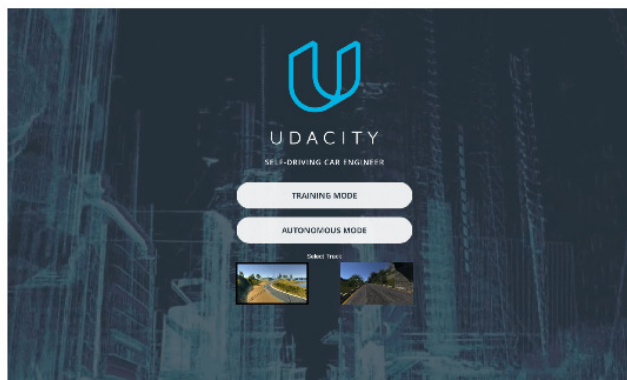 UDACITY
SELF-DRIVING CAR ENGINEER
TRAINING MODE
AUTONOMOUS MODE
Select Track